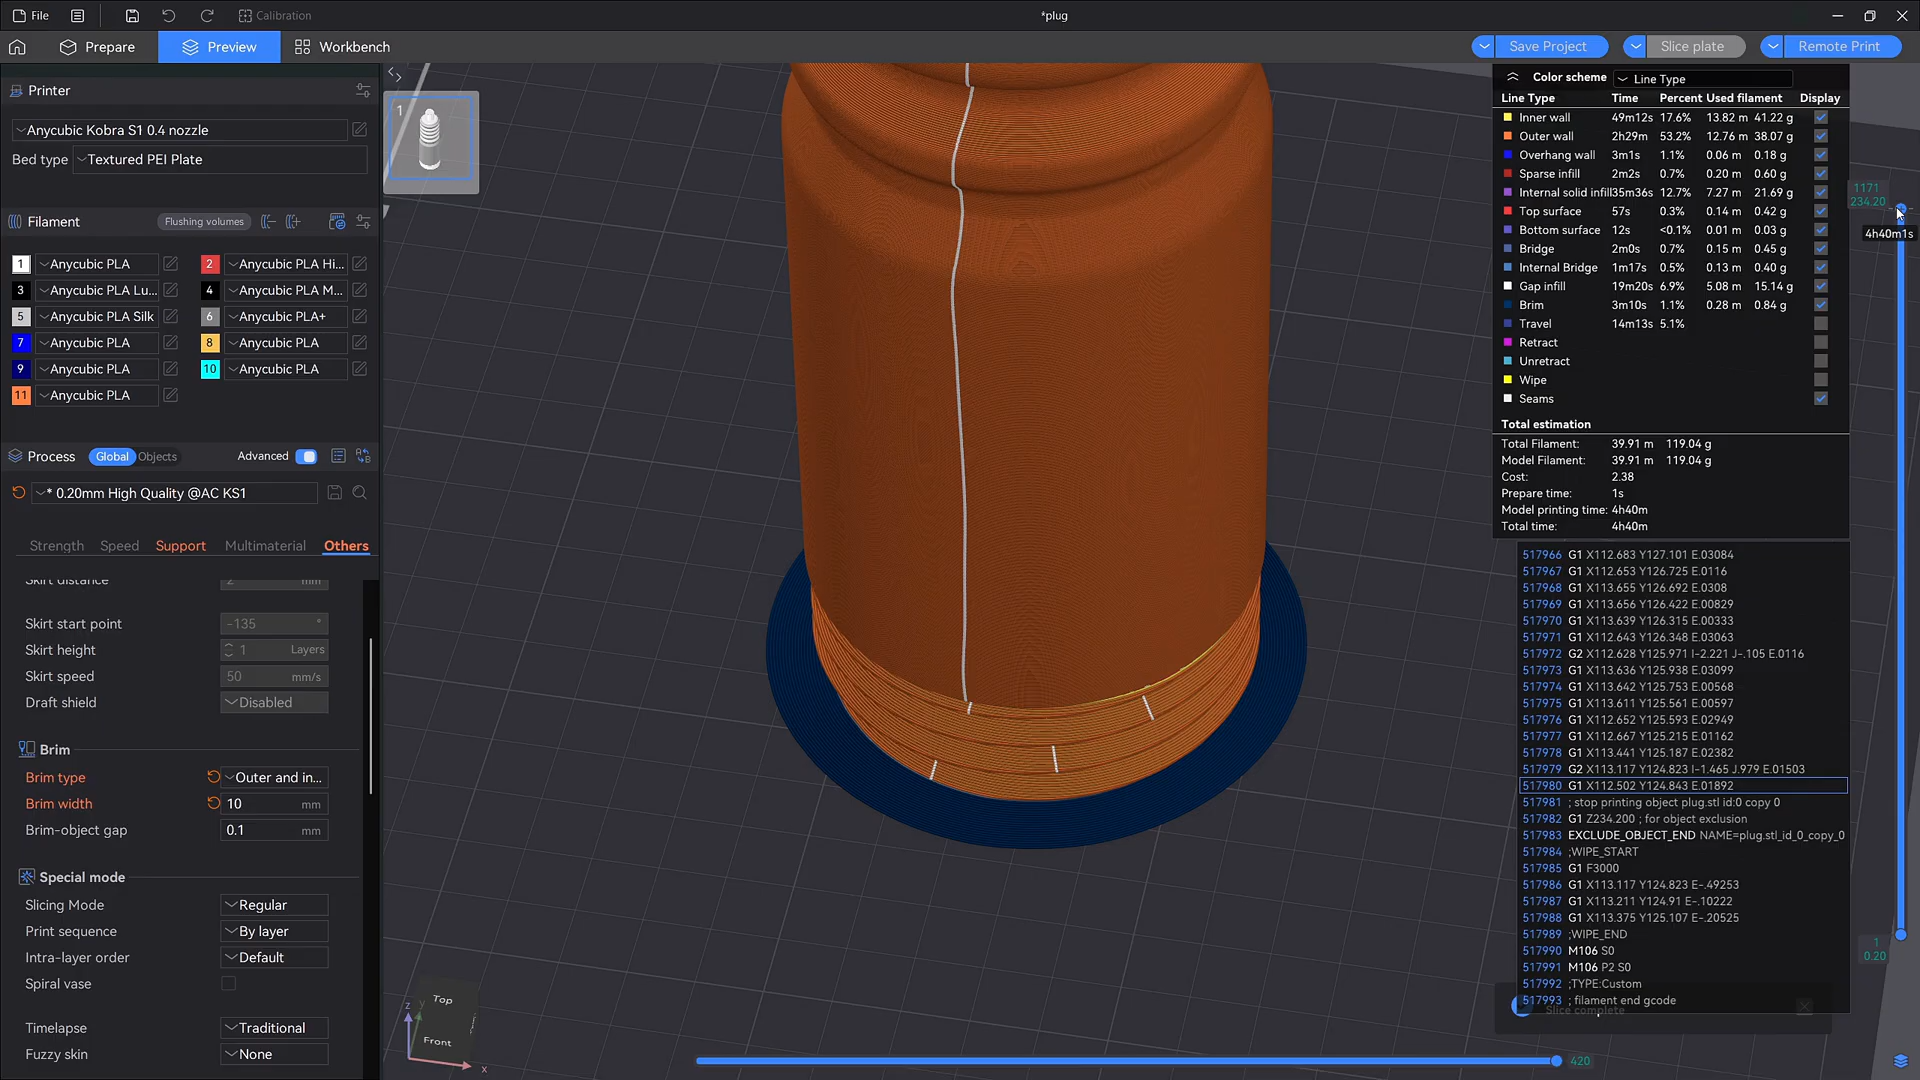 File
Calibration
*plug
Prepare
Preview
Workbench
Save Project
Slice plate
Remote Print
Printer
Anycubic Kobra S1 0.4 nozzle
Bed type
Textured PEI Plate
Filament
Flushing volumes
1 Anycubic PLA
2 Anycubic PLA Hi...
3 Anycubic PLA Lu...
4 Anycubic PLA M...
5 Anycubic PLA Silk
6 Anycubic PLA+
7 Anycubic PLA
8 Anycubic PLA
9 Anycubic PLA
10 Anycubic PLA
11 Anycubic PLA
Process
Global
Objects
Advanced
* 0.20mm High Quality @AC KS1
Strength
Speed
Support
Multimaterial
Others
Skirt distance 2 mm
Skirt start point -135 °
Skirt height 1 Layers
Skirt speed 50 mm/s
Draft shield Disabled
Brim
Brim type Outer and in...
Brim width 10 mm
Brim-object gap 0.1 mm
Special mode
Slicing Mode Regular
Print sequence By layer
Intra-layer order Default
Spiral vase
Timelapse Traditional
Fuzzy skin None
1
Top
Front
z
y
x
420
Color scheme Line Type
Line Type Time Percent Used filament Display
Inner wall 49m12s 17.6% 13.82 m 41.22 g
Outer wall 2h29m 53.2% 12.76 m 38.07 g
Overhang wall 3m1s 1.1% 0.06 m 0.18 g
Sparse infill 2m2s 0.7% 0.20 m 0.60 g
Internal solid infill 35m36s 12.7% 7.27 m 21.69 g
Top surface 57s 0.3% 0.14 m 0.42 g
Bottom surface 12s <0.1% 0.01 m 0.03 g
Bridge 2m0s 0.7% 0.15 m 0.45 g
Internal Bridge 1m17s 0.5% 0.13 m 0.40 g
Gap infill 19m20s 6.9% 5.08 m 15.14 g
Brim 3m10s 1.1% 0.28 m 0.84 g
Travel 14m13s 5.1%
Retract
Unretract
Wipe
Seams
Total estimation
Total Filament: 39.91 m 119.04 g
Model Filament: 39.91 m 119.04 g
Cost: 2.38
Prepare time: 1s
Model printing time: 4h40m
Total time: 4h40m
1171
234.20
4h40m1s
517966 G1 X112.683 Y127.101 E.03084
517967 G1 X112.653 Y126.725 E.0116
517968 G1 X113.655 Y126.692 E.0308
517969 G1 X113.656 Y126.422 E.00829
517970 G1 X113.639 Y126.315 E.00333
517971 G1 X112.643 Y126.348 E.03063
517972 G2 X112.628 Y125.971 I-2.221 J-.105 E.0116
517973 G1 X113.636 Y125.938 E.03099
517974 G1 X113.642 Y125.753 E.00568
517975 G1 X113.611 Y125.561 E.00597
517976 G1 X112.652 Y125.593 E.02949
517977 G1 X112.667 Y125.215 E.01162
517978 G1 X113.441 Y125.187 E.02382
517979 G2 X113.117 Y124.823 I-1.465 J.979 E.01503
517980 G1 X112.502 Y124.843 E.01892
517981 ; stop printing object plug.stl id:0 copy 0
517982 G1 Z234.200 ; for object exclusion
517983 EXCLUDE_OBJECT_END NAME=plug.stl_id_0_copy_0
517984 ;WIPE_START
517985 G1 F3000
517986 G1 X113.117 Y124.823 E-.49253
517987 G1 X113.211 Y124.91 E-.10222
517988 G1 X113.375 Y125.107 E-.20525
517989 ;WIPE_END
517990 M106 S0
517991 M106 P2 S0
517992 ;TYPE:Custom
517993 ; filament end gcode
Slice complete
1
0.20